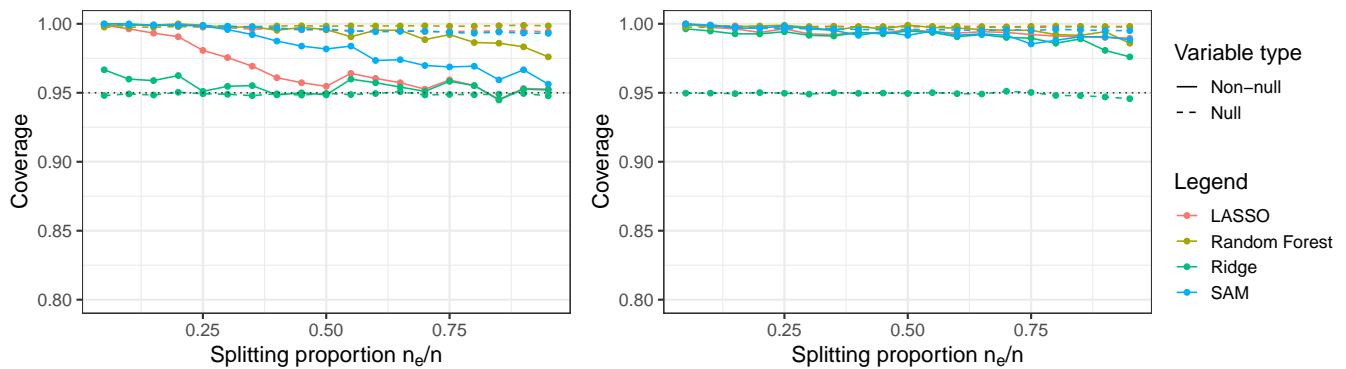 1.00
0.95
0.90
0.85
0.80
Coverage
0.25
0.50
0.75
Splitting proportion nₑ/n
1.00
0.95
0.90
0.85
0.80
Coverage
0.25
0.50
0.75
Splitting proportion nₑ/n
Variable type
Non−null
Null
Legend
LASSO
Random Forest
Ridge
SAM